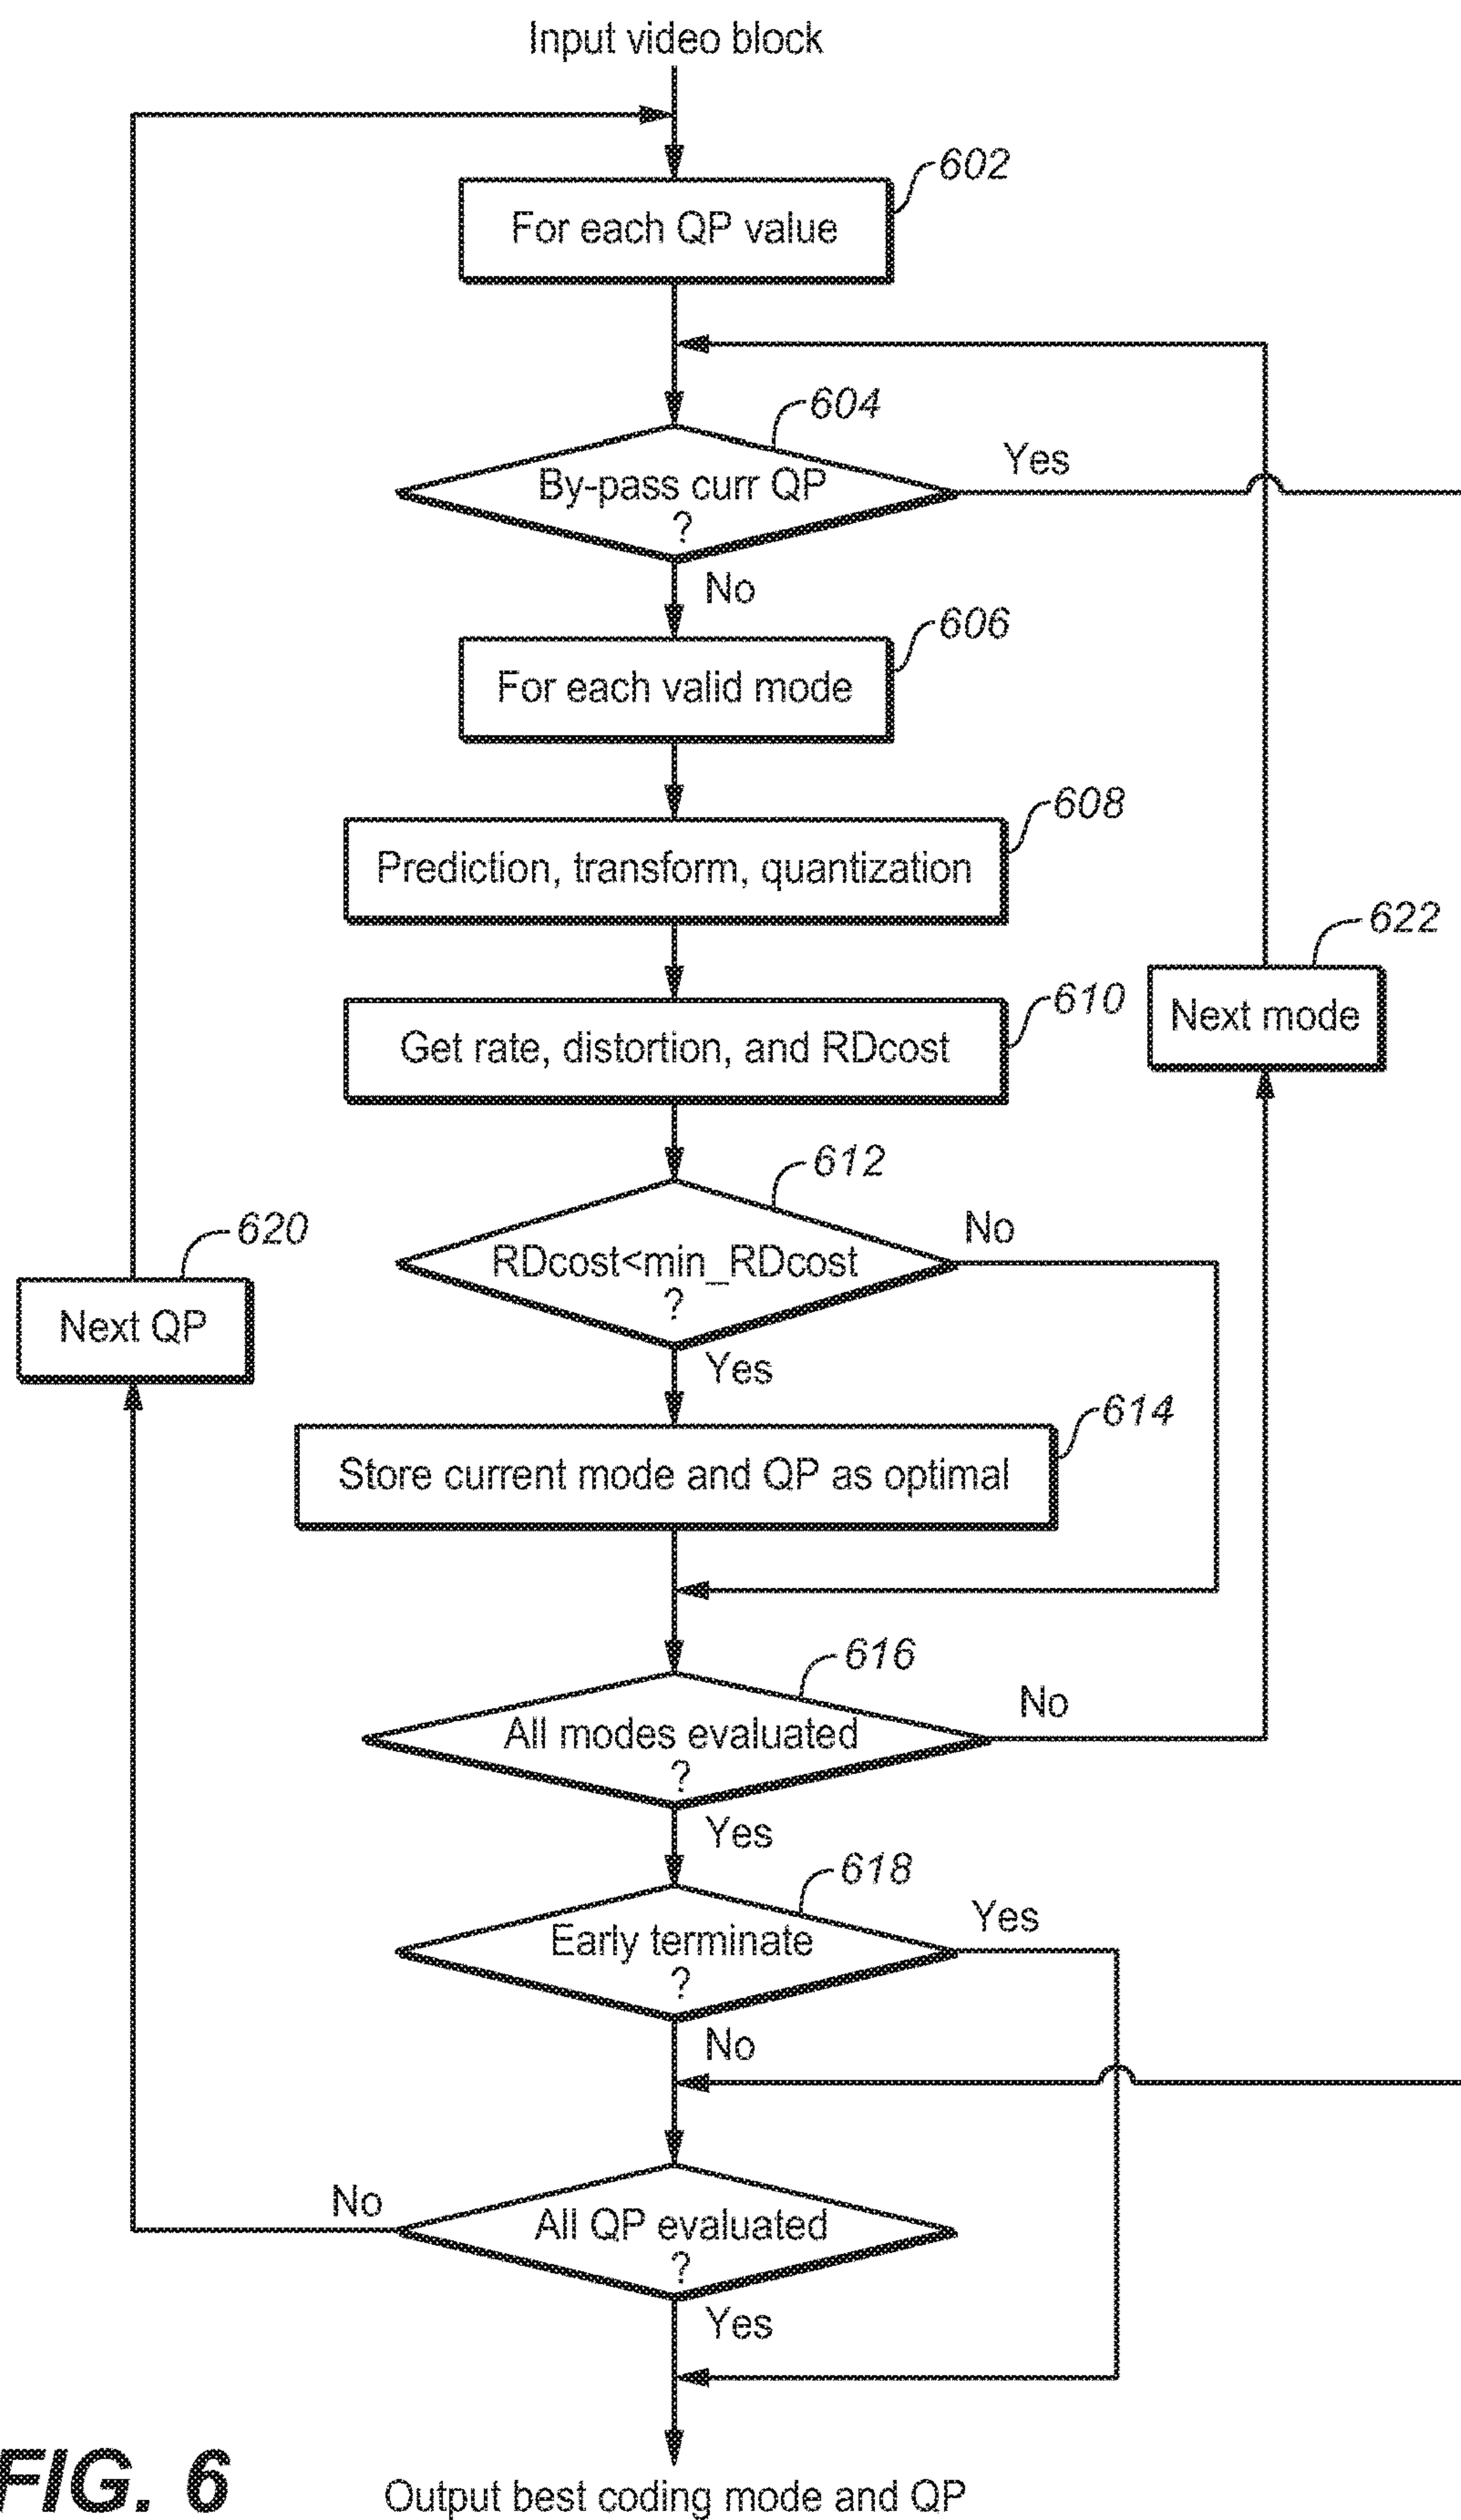 Input video block
602
For each QP value
604
By-pass curr QP
?
Yes
No
606
For each valid mode
608
Prediction, transform, quantization
622
Next mode
610
Get rate, distortion, and RDcost
612
RDcost<min_RDcost
?
No
Yes
620
Next QP
614
Store current mode and QP as optimal
616
All modes evaluated
?
No
Yes
618
Early terminate
?
Yes
No
All QP evaluated
?
No
Yes
FIG. 6
Output best coding mode and QP